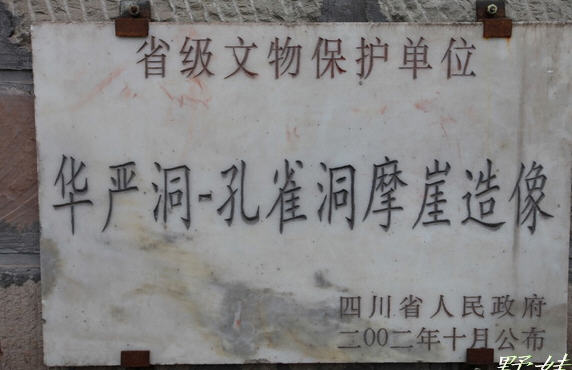 省级文物保护单位
华严洞-孔雀洞摩崖造像
四川省人民政府
二00二年十月公布